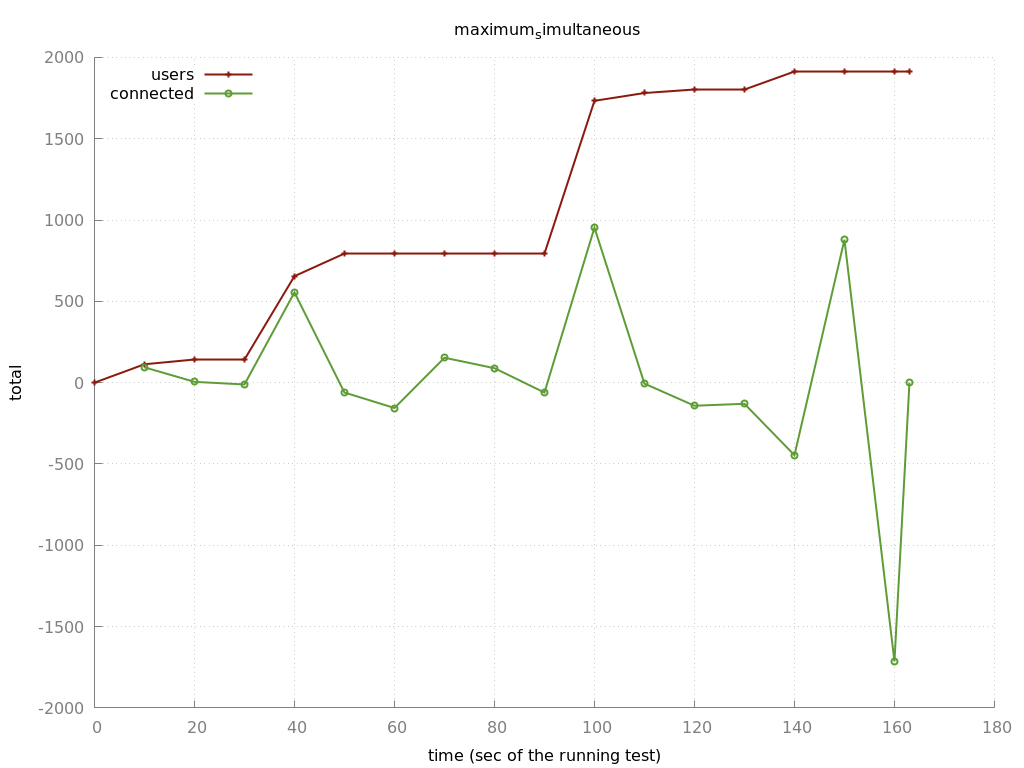 maximum_simultaneous
users
connected
2000
1500
1000
500
0
-500
-1000
-1500
-2000
total
0 20 40 60 80 100 120 140 160 180
time (sec of the running test)